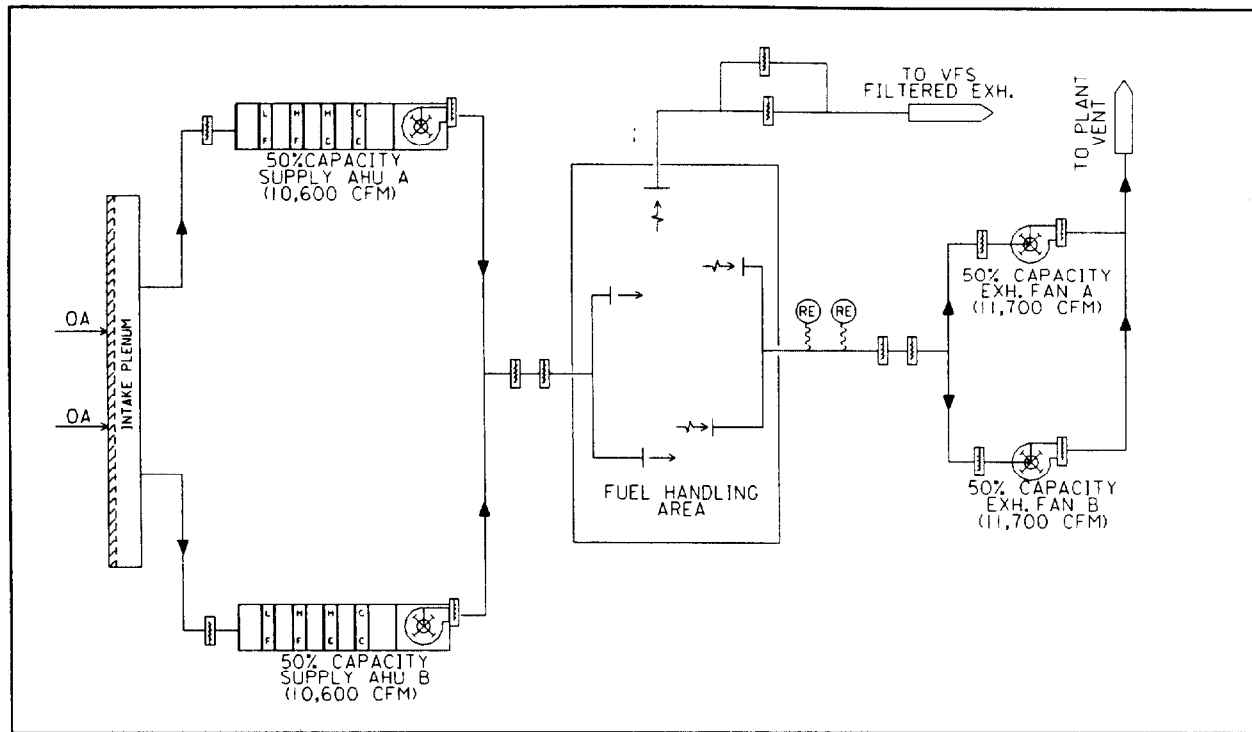 TO VFS
FILTERED EXH.
TO PLANT
VENT
L
F
H
F
H
C
C
C
50%CAPACITY
SUPPLY AHU A
(10,600 CFM)
OA
OA
INTAKE PLENUM
RE
RE
50% CAPACITY
EXH. FAN A
(11,700 CFM)
FUEL HANDLING
AREA
50% CAPACITY
EXH. FAN B
(11,700 CFM)
L
F
H
F
H
C
C
C
50% CAPACITY
SUPPLY AHU B
(10,600 CFM)